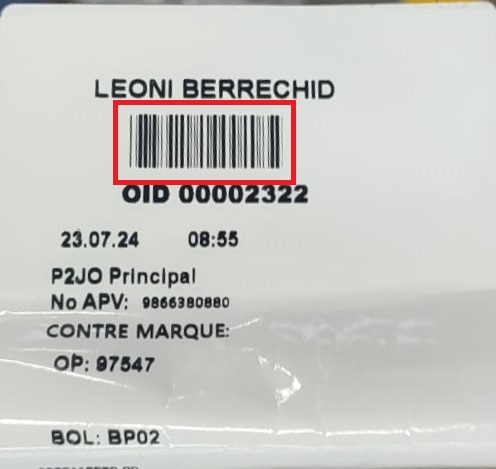 LEONI BERRECHID
OID 00002322
23.07.24 08:55
P2JO Principal
No APV: 9866380880
CONTRE MARQUE:
OP: 97547
BOL: BP02